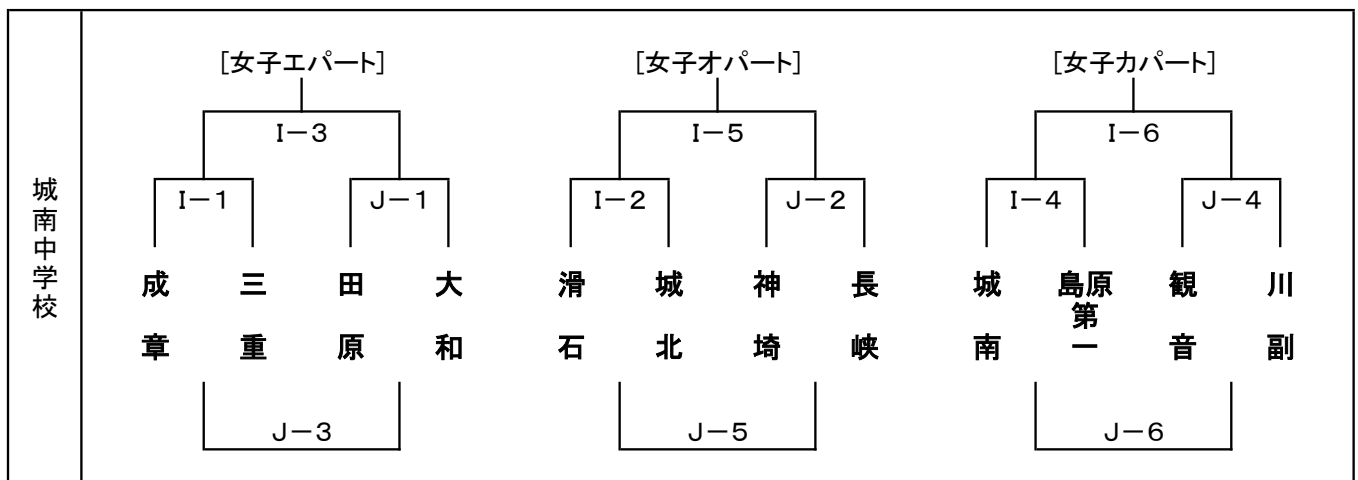 城南中学校
[女子エパート]
[女子オパート]
[女子カパート]
I－3
I－5
I－6
I－1
J－1
I－2
J－2
I－4
J－4
成章
三重
田原
大和
滑石
城北
神埼
長峡
城南
島原第一
観音
川副
J－3
J－5
J－6